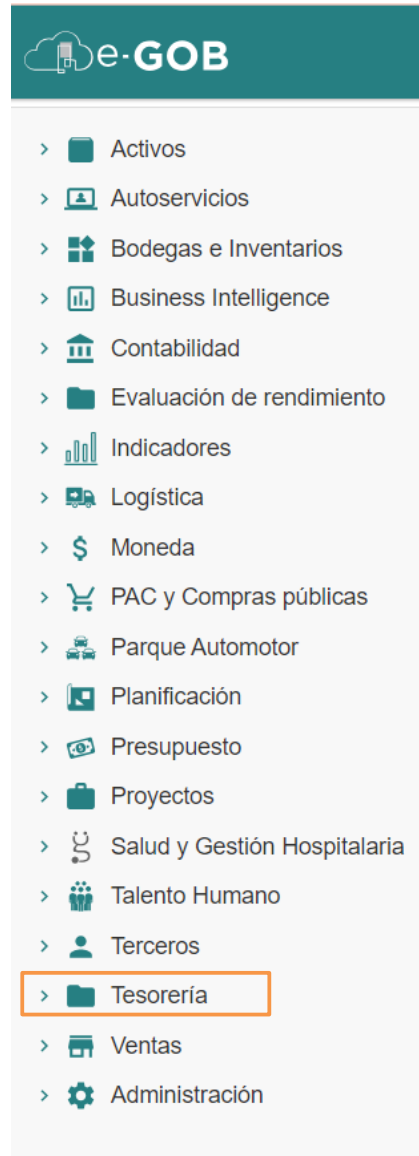 e-GOB
Activos
Autoservicios
Bodegas e Inventarios
Business Intelligence
Contabilidad
Evaluación de rendimiento
Indicadores
Logística
$ Moneda
PAC y Compras públicas
Parque Automotor
Planificación
Presupuesto
Proyectos
Salud y Gestión Hospitalaria
Talento Humano
Terceros
Tesorería
Ventas
Administración